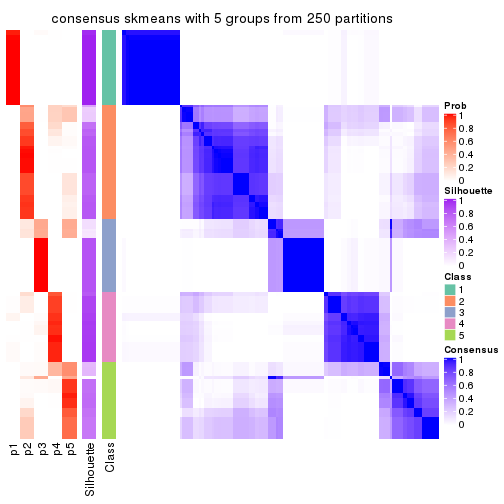 consensus skmeans with 5 groups from 250 partitions
Prob
1
0.8
0.6
0.4
0.2
0
Silhouette
1
0.8
0.6
0.4
0.2
0
Class
1
2
3
4
5
Consensus
1
0.8
0.6
0.4
0.2
0
p1
p2
p3
p4
p5
Silhouette
Class